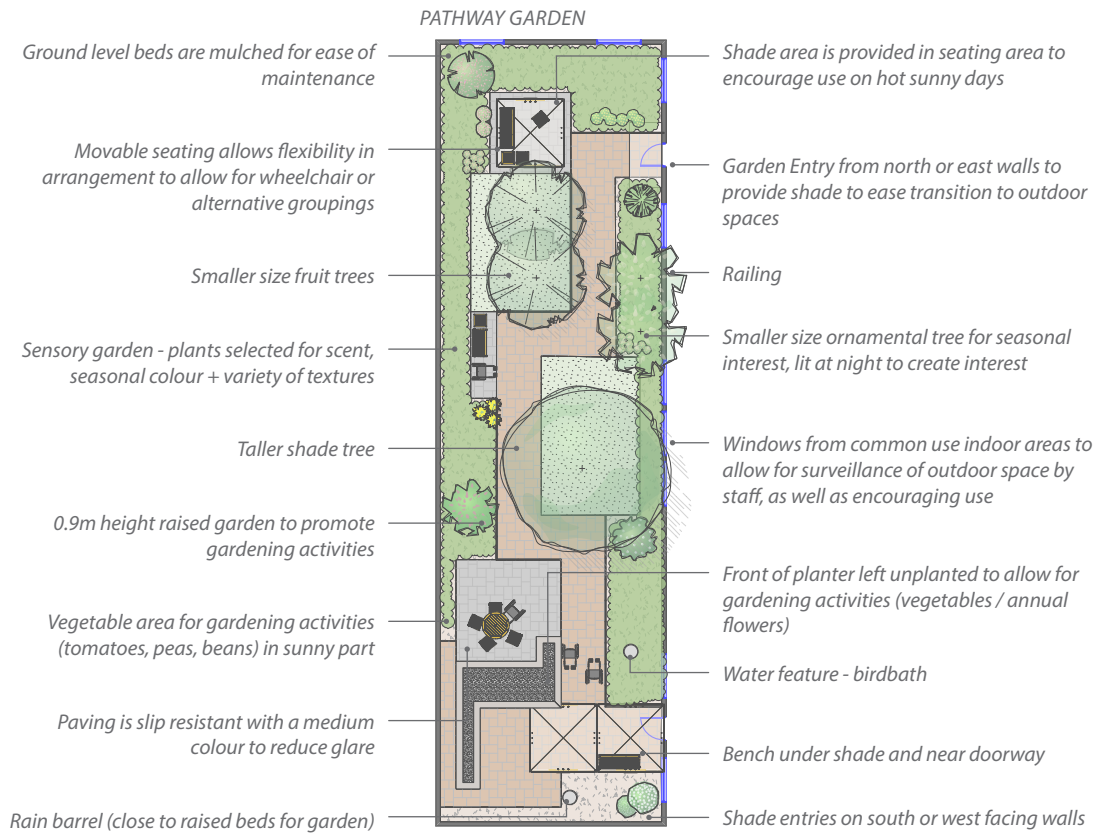 PATHWAY GARDEN
Ground level beds are mulched for ease of
maintenance
Movable seating allows flexibility in
arrangement to allow for wheelchair or
alternative groupings
Smaller size fruit trees
Sensory garden - plants selected for scent,
seasonal colour + variety of textures
Taller shade tree
0.9m height raised garden to promote
gardening activities
Vegetable area for gardening activities
(tomatoes, peas, beans) in sunny part
Paving is slip resistant with a medium
colour to reduce glare
Rain barrel (close to raised beds for garden)
Shade area is provided in seating area to
encourage use on hot sunny days
Garden Entry from north or east walls to
provide shade to ease transition to outdoor
spaces
Railing
Smaller size ornamental tree for seasonal
interest, lit at night to create interest
Windows from common use indoor areas to
allow for surveillance of outdoor space by
staff, as well as encouraging use
Front of planter left unplanted to allow for
gardening activities (vegetables / annual
flowers)
Water feature - birdbath
Bench under shade and near doorway
Shade entries on south or west facing walls